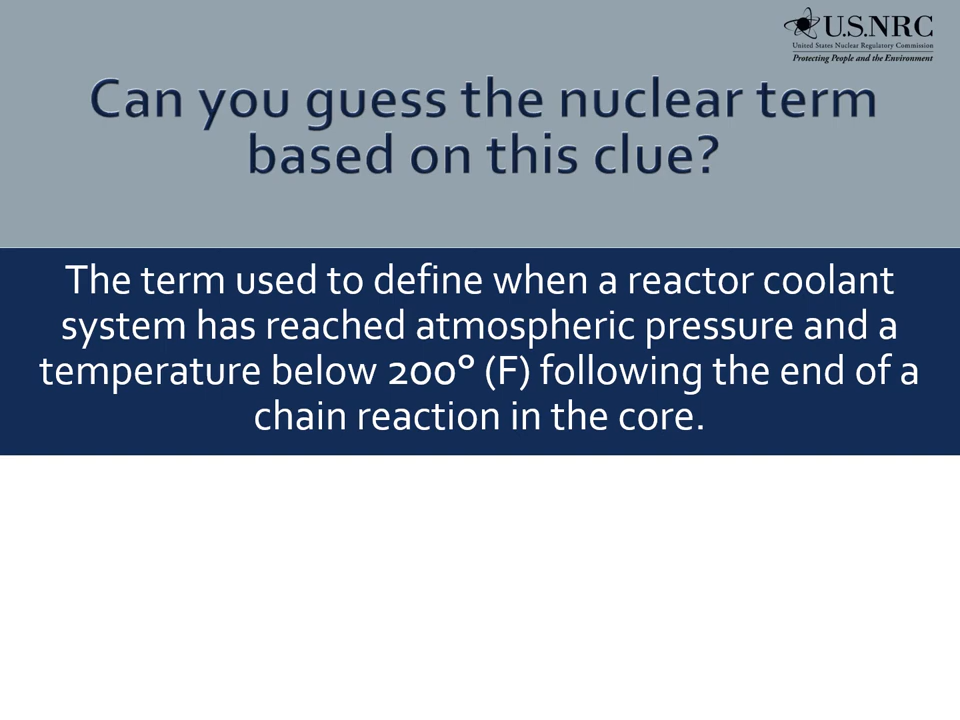 U.S.NRC
United States Nuclear Regulatory Commission
Protecting People and the Environment
Can you guess the nuclear term
based on this clue?
The term used to define when a reactor coolant
system has reached atmospheric pressure and a
temperature below 200° (F) following the end of a
chain reaction in the core.